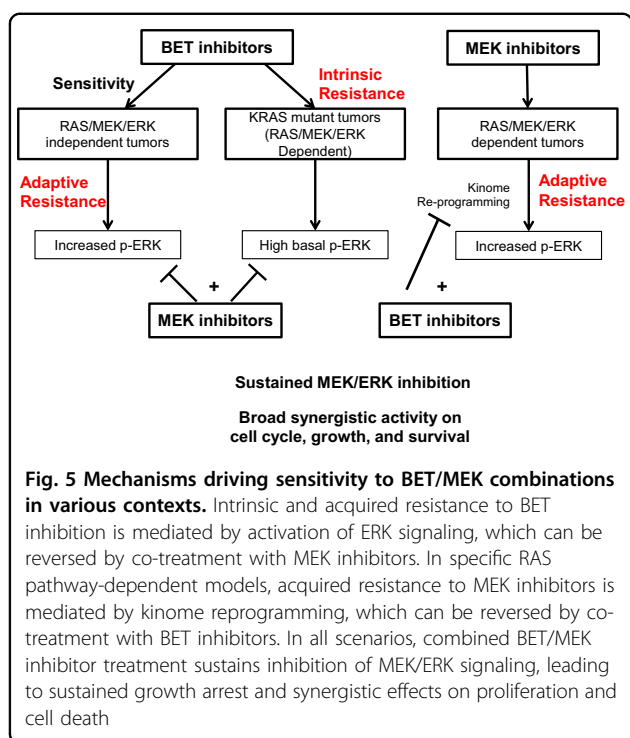 BET inhibitors
MEK inhibitors
Sensitivity
Intrinsic
Resistance
RAS/MEK/ERK
independent tumors
KRAS mutant tumors
(RAS/MEK/ERK
Dependent)
RAS/MEK/ERK
dependent tumors
Adaptive
Resistance
Kinome
Re-programming
Adaptive
Resistance
Increased p-ERK
High basal p-ERK
Increased p-ERK
+
+
MEK inhibitors
BET inhibitors
Sustained MEK/ERK inhibition
Broad synergistic activity on
cell cycle, growth, and survival
Fig. 5 Mechanisms driving sensitivity to BET/MEK combinations
in various contexts. Intrinsic and acquired resistance to BET
inhibition is mediated by activation of ERK signaling, which can be
reversed by co-treatment with MEK inhibitors. In specific RAS
pathway-dependent models, acquired resistance to MEK inhibitors is
mediated by kinome reprogramming, which can be reversed by co-
treatment with BET inhibitors. In all scenarios, combined BET/MEK
inhibitor treatment sustains inhibition of MEK/ERK signaling, leading
to sustained growth arrest and synergistic effects on proliferation and
cell death